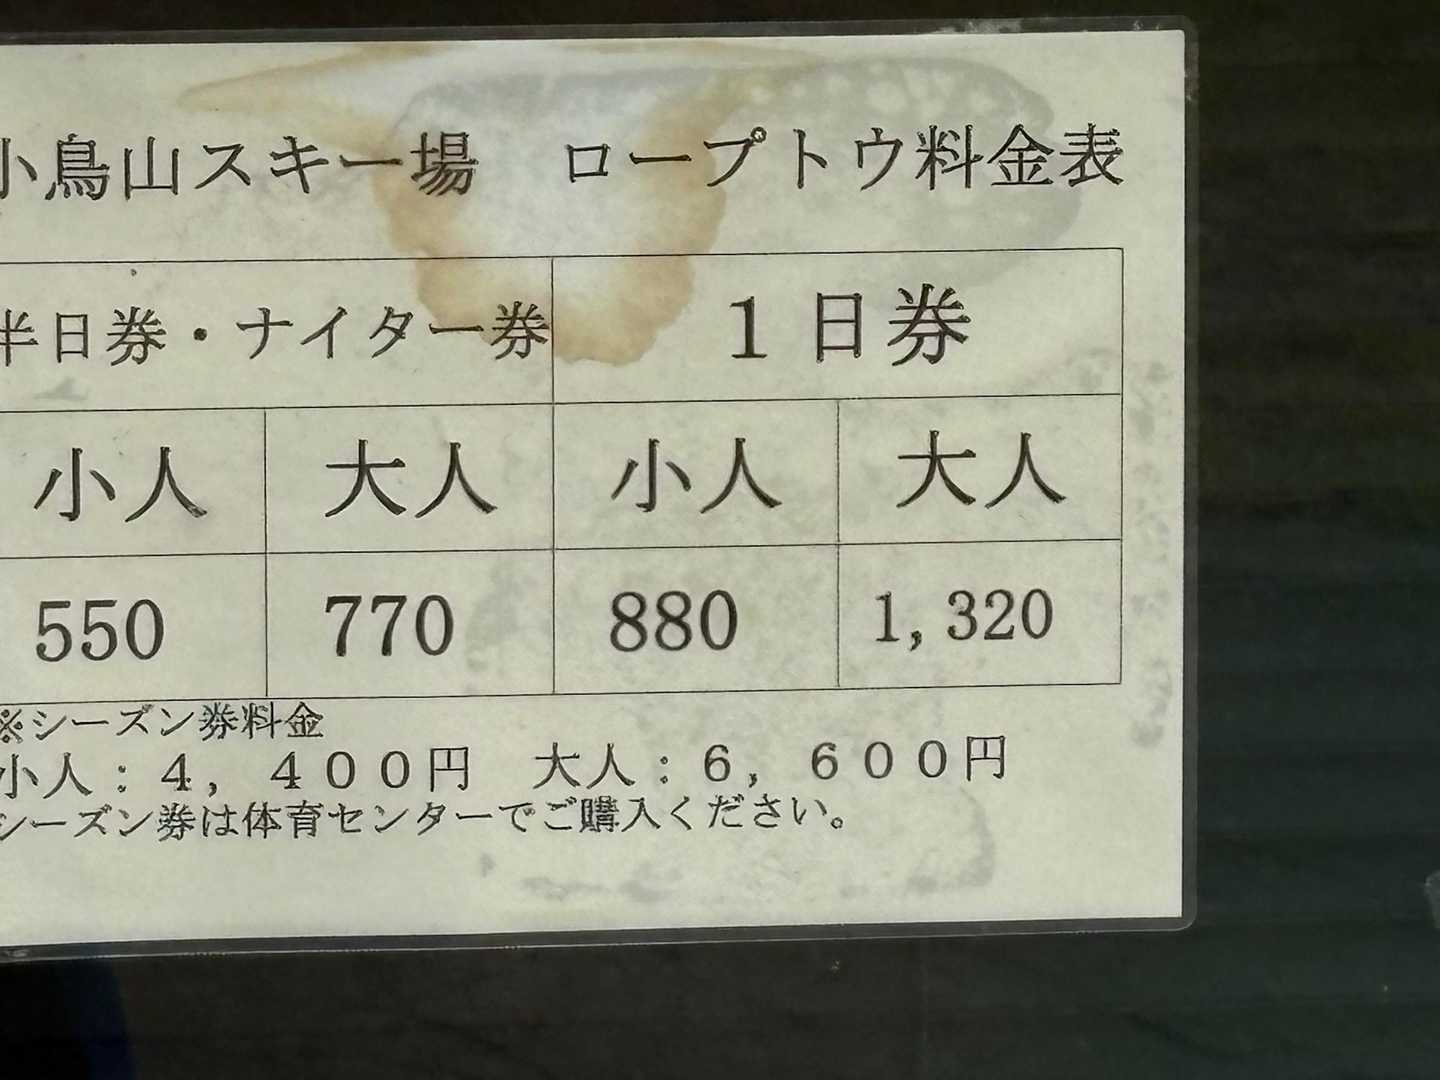 小鳥山スキー場　ロープトウ料金表
半日券・ナイター券　１日券
小人　大人　小人　大人
550　770　880　1,320
※シーズン券料金
小人：４，４００円　大人：６，６００円
シーズン券は体育センターでご購入ください。